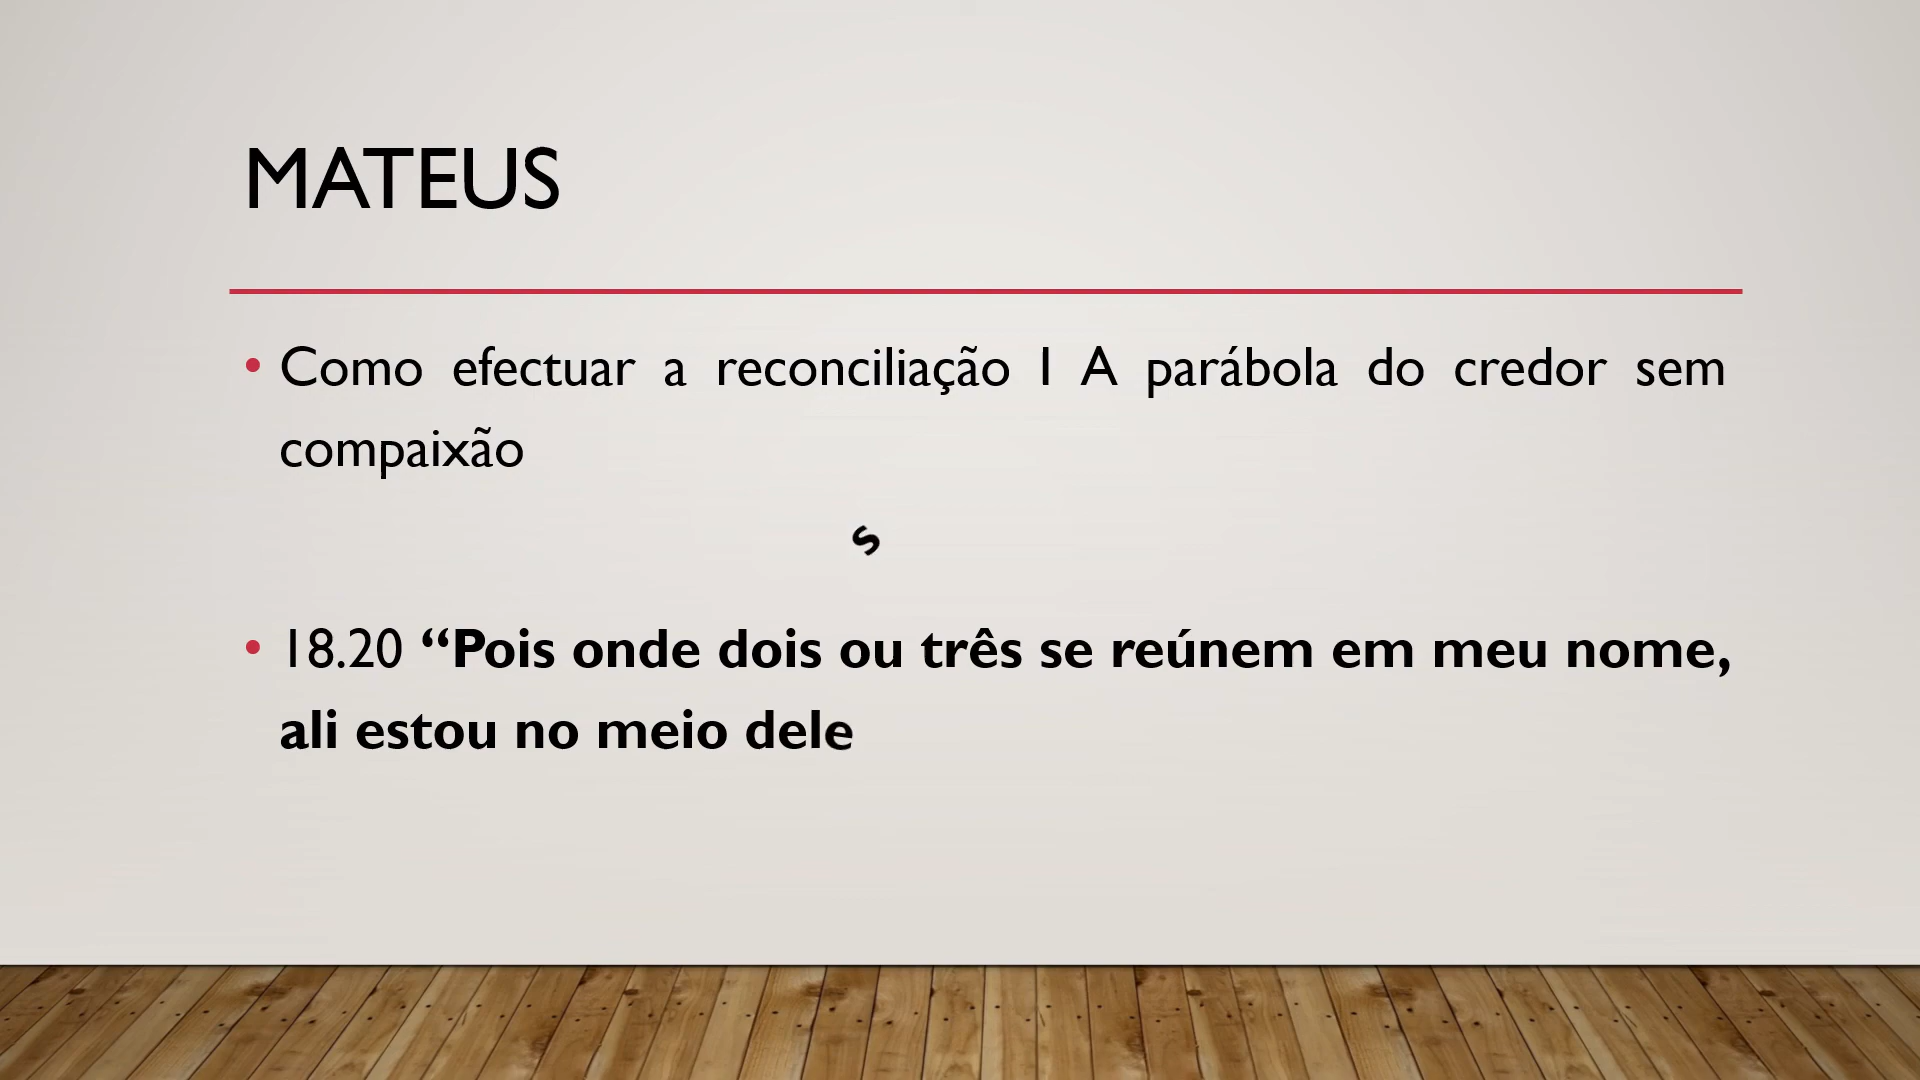 MATEUS
• Como efectuar a reconciliação I A parábola do credor sem
compaixão
s
• 18.20 “Pois onde dois ou três se reúnem em meu nome,
ali estou no meio dele